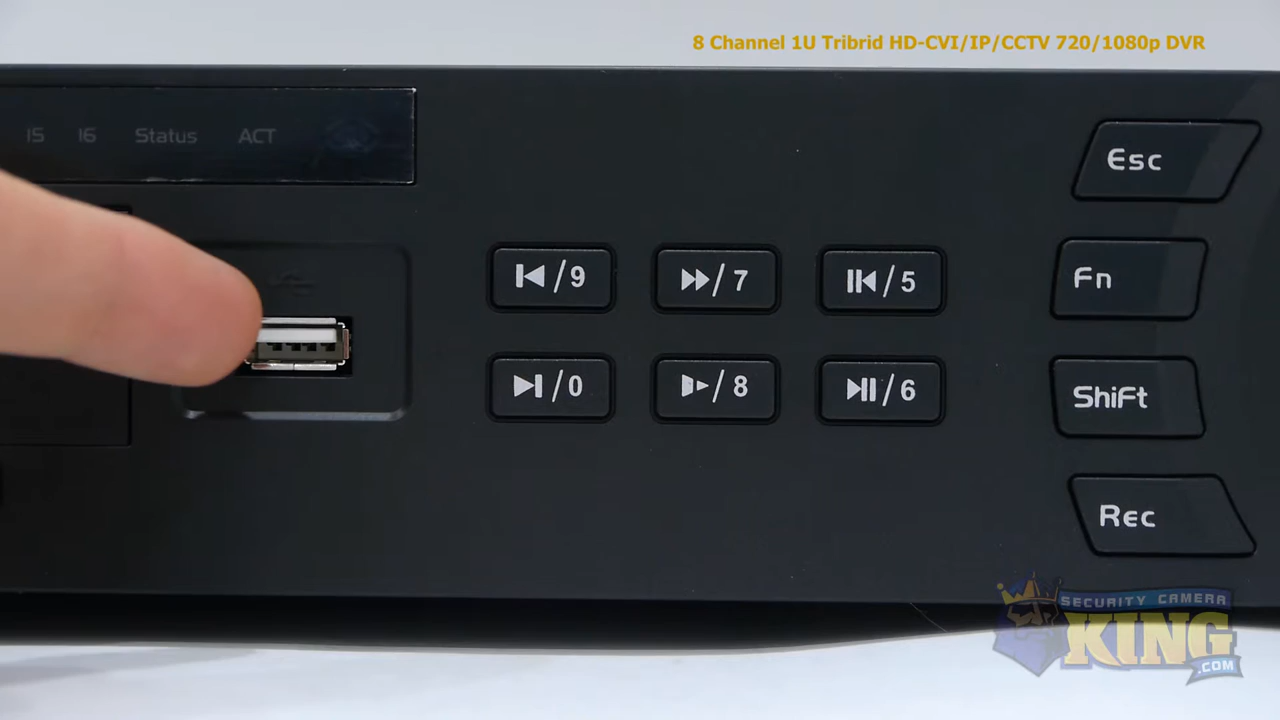 8 Channel 1U Tribrid HD-CVI/IP/CCTV 720/1080p DVR
15 16 Status ACT
Esc
/9 /7 /5
Fn
/0 /8 /6
Shift
Rec
SECURITY CAMERA
KING
.COM